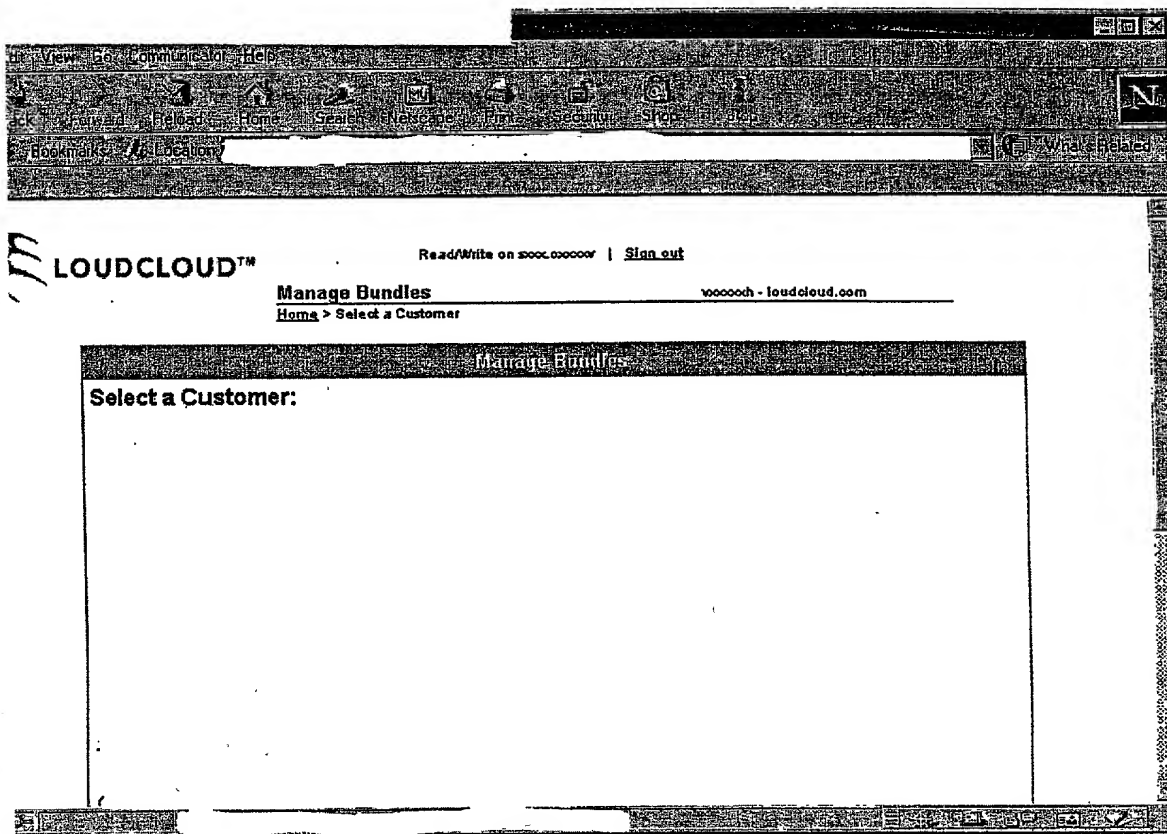 View Go Communicator Help
Forward Reload Home Search Netscape Print Security Shop
Bookmarks Location What's Related
N
LOUDCLOUD™
Read/Write on | Sign out
Manage Bundles - loudcloud.com
Home > Select a Customer
Manage Bundles
Select a Customer: